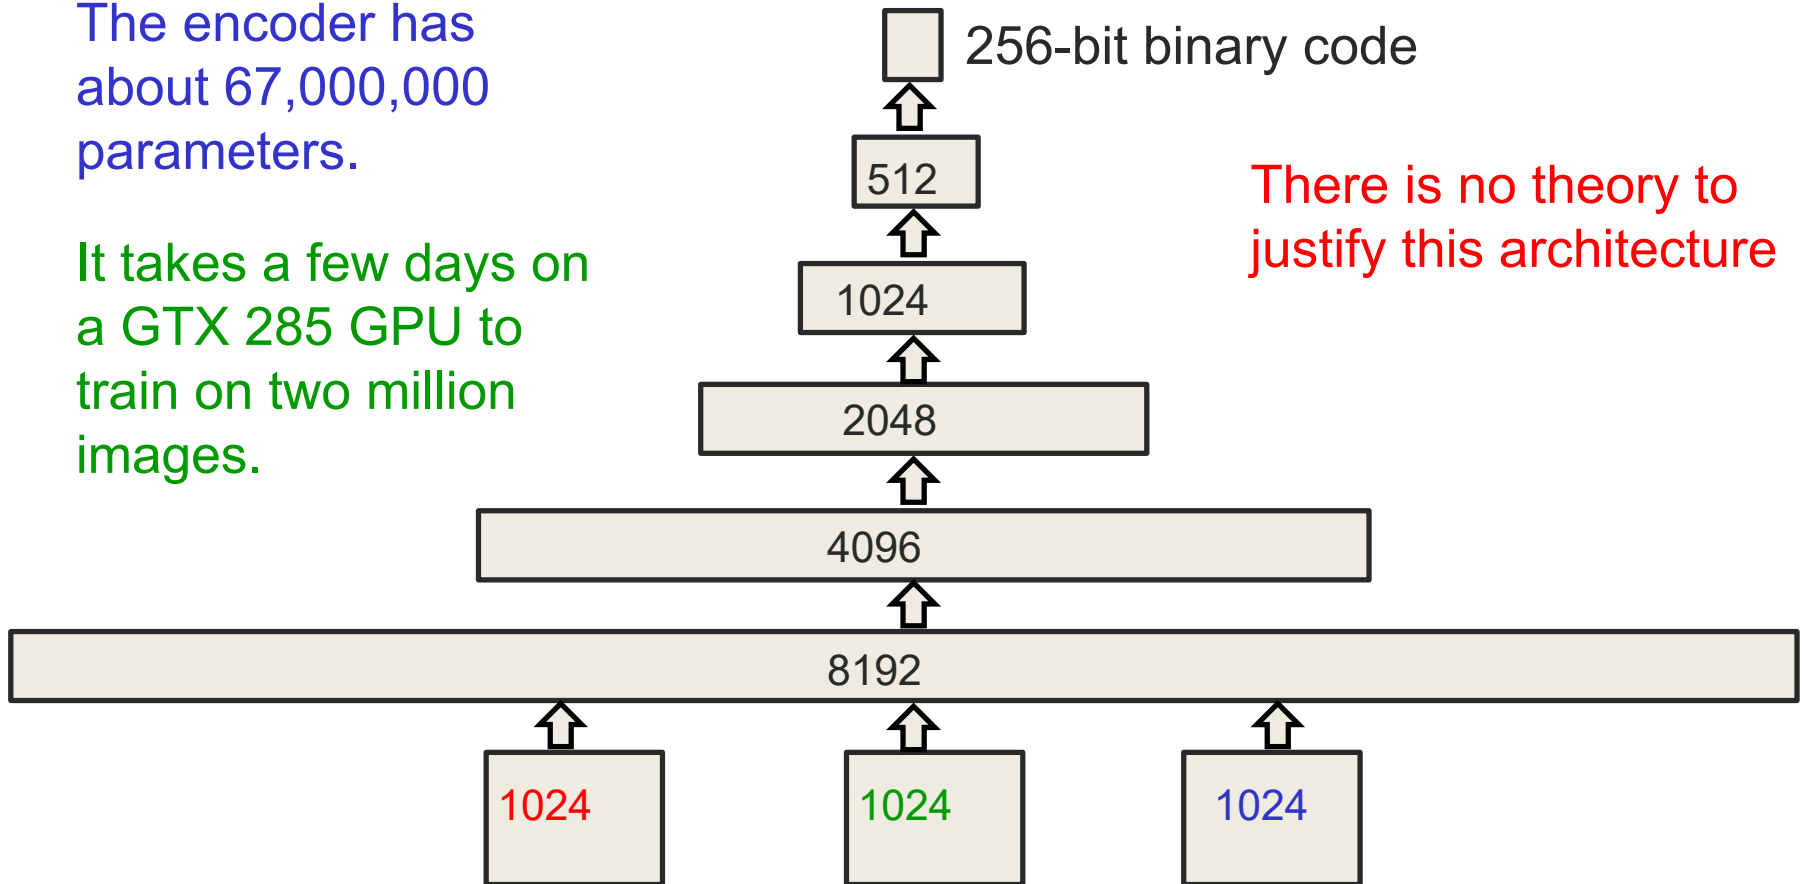 The encoder has
about 67,000,000
parameters.
It takes a few days on
a GTX 285 GPU to
train on two million
images.
256-bit binary code
There is no theory to
justify this architecture
512
1024
2048
4096
8192
1024
1024
1024